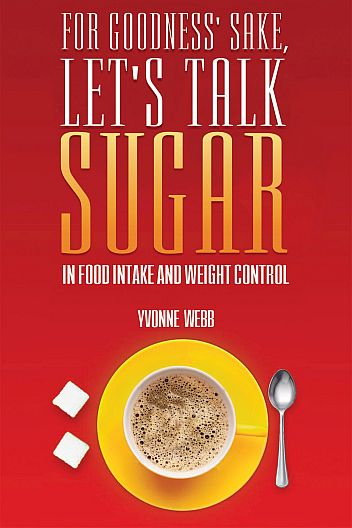 FOR GOODNESS' SAKE,
LET'S TALK
SUGAR
IN FOOD INTAKE AND WEIGHT CONTROL
YVONNE WEBB